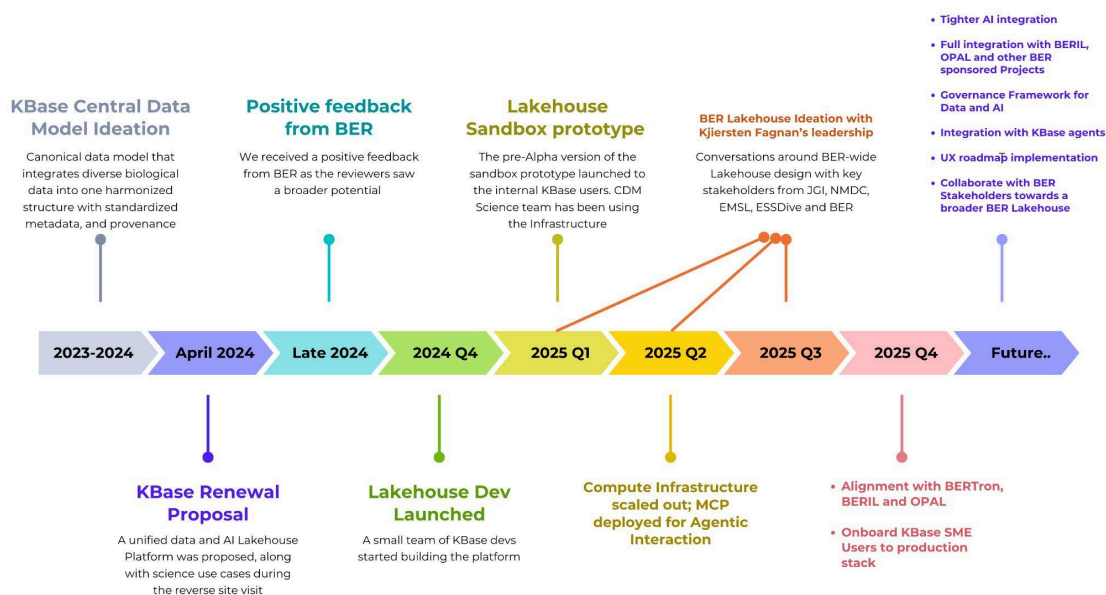 KBase Central Data
Model Ideation
Canonical data model that
integrates diverse biological
data into one harmonized
structure with standardized
metadata, and provenance
Positive feedback
from BER
We received a positive feedback
from BER as the reviewers saw
a broader potential
Lakehouse
Sandbox prototype
The pre-Alpha version of the
sandbox prototype launched to
the internal KBase users. CDM
Science team has been using
the Infrastructure
BER Lakehouse Ideation with
Kjiersten Fagnan's leadership
Conversations around BER-wide
Lakehouse design with key
stakeholders from JGI, NMDC,
EMSL, ESSDive and BER
• Tighter AI integration
• Full integration with BERIL,
OPAL and other BER
sponsored Projects
• Governance Framework for
Data and AI
• Integration with KBase agents
• UX roadmap implementation
• Collaborate with BER
Stakeholders towards a
broader BER Lakehouse
2023-2024
April 2024
Late 2024
2024 Q4
2025 Q1
2025 Q2
2025 Q3
2025 Q4
Future..
KBase Renewal
Proposal
A unified data and AI Lakehouse
Platform was proposed, along
with science use cases during
the reverse site visit
Lakehouse Dev
Launched
A small team of KBase devs
started building the platform
Compute Infrastructure
scaled out; MCP
deployed for Agentic
Interaction
• Alignment with BERTron,
BERIL and OPAL
• Onboard KBase SME
Users to production
stack